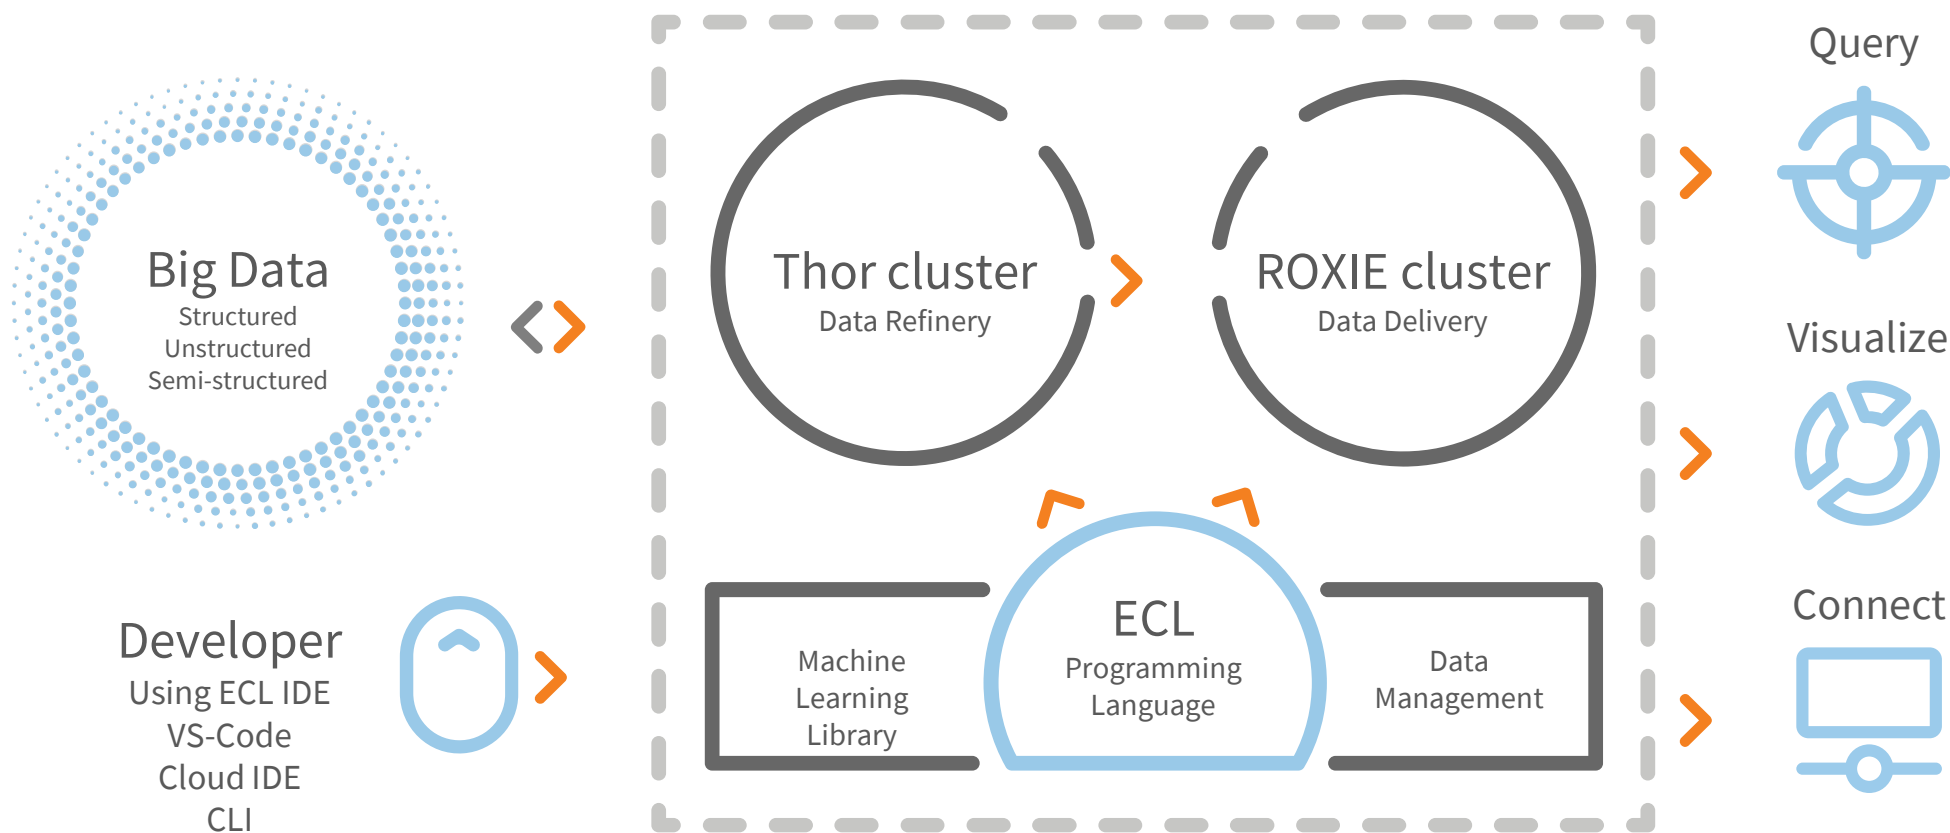 Big Data
Structured
Unstructured
Semi-structured
Developer
Using ECL IDE
VS-Code
Cloud IDE
CLI
Thor cluster
Data Refinery
ROXIE cluster
Data Delivery
Machine
Learning
Library
ECL
Programming
Language
Data
Management
Query
Visualize
Connect